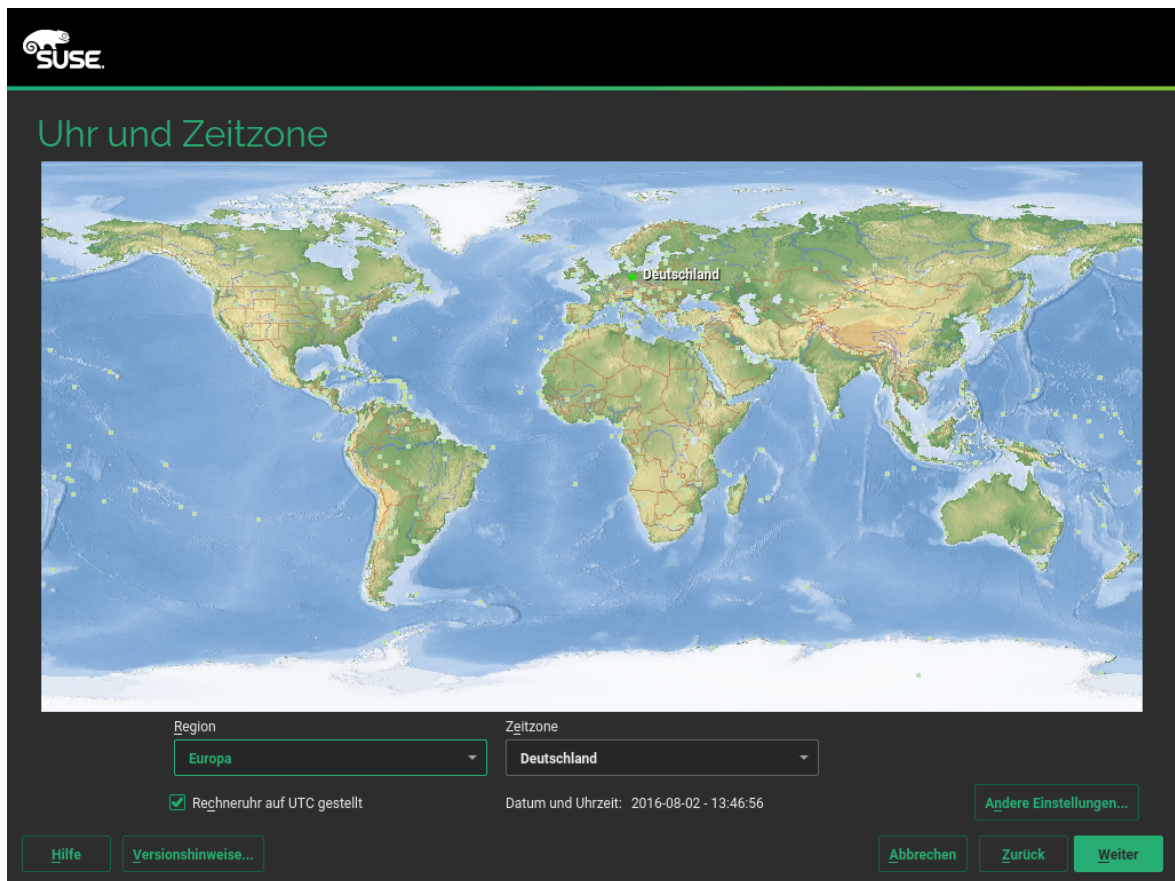 SUSE.
Uhr und Zeitzone
Deutschland
Region
Zeitzone
Europa
Deutschland
Rechneruhr auf UTC gestellt
Datum und Uhrzeit: 2016-08-02 - 13:46:56
Andere Einstellungen...
Hilfe
Versionshinweise...
Abbrechen
Zurück
Weiter